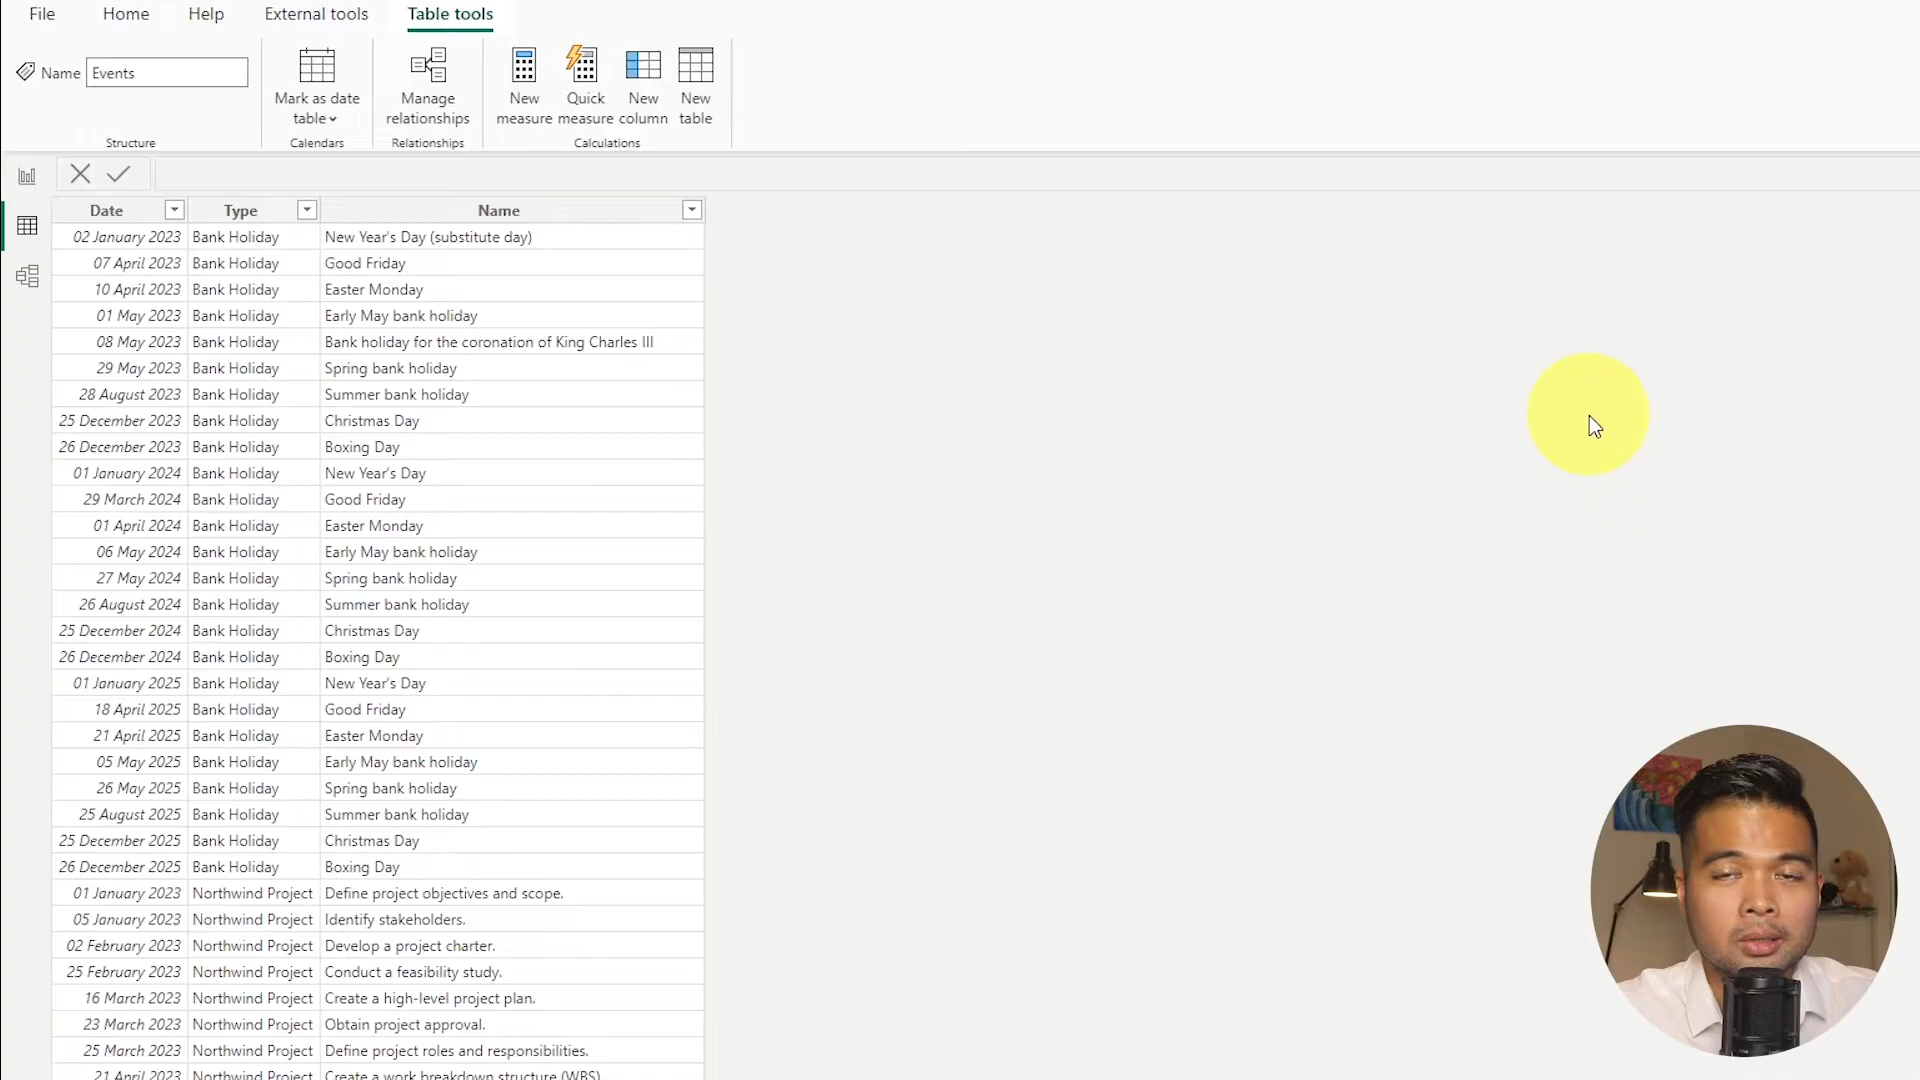 File Home Help External tools Table tools
Name Events
Mark as date table
Manage relationships
New measure
Quick measure
New column
New table
Structure Calendars Relationships Calculations
Date Type Name
02 January 2023 Bank Holiday New Year's Day (substitute day)
07 April 2023 Bank Holiday Good Friday
10 April 2023 Bank Holiday Easter Monday
01 May 2023 Bank Holiday Early May bank holiday
08 May 2023 Bank Holiday Bank holiday for the coronation of King Charles III
29 May 2023 Bank Holiday Spring bank holiday
28 August 2023 Bank Holiday Summer bank holiday
25 December 2023 Bank Holiday Christmas Day
26 December 2023 Bank Holiday Boxing Day
01 January 2024 Bank Holiday New Year's Day
29 March 2024 Bank Holiday Good Friday
01 April 2024 Bank Holiday Easter Monday
06 May 2024 Bank Holiday Early May bank holiday
27 May 2024 Bank Holiday Spring bank holiday
26 August 2024 Bank Holiday Summer bank holiday
25 December 2024 Bank Holiday Christmas Day
26 December 2024 Bank Holiday Boxing Day
01 January 2025 Bank Holiday New Year's Day
18 April 2025 Bank Holiday Good Friday
21 April 2025 Bank Holiday Easter Monday
05 May 2025 Bank Holiday Early May bank holiday
26 May 2025 Bank Holiday Spring bank holiday
25 August 2025 Bank Holiday Summer bank holiday
25 December 2025 Bank Holiday Christmas Day
26 December 2025 Bank Holiday Boxing Day
01 January 2023 Northwind Project Define project objectives and scope.
05 January 2023 Northwind Project Identify stakeholders.
02 February 2023 Northwind Project Develop a project charter.
25 February 2023 Northwind Project Conduct a feasibility study.
16 March 2023 Northwind Project Create a high-level project plan.
23 March 2023 Northwind Project Obtain project approval.
25 March 2023 Northwind Project Define project roles and responsibilities.
21 April 2023 Northwind Project Create a work breakdown structure (WBS).